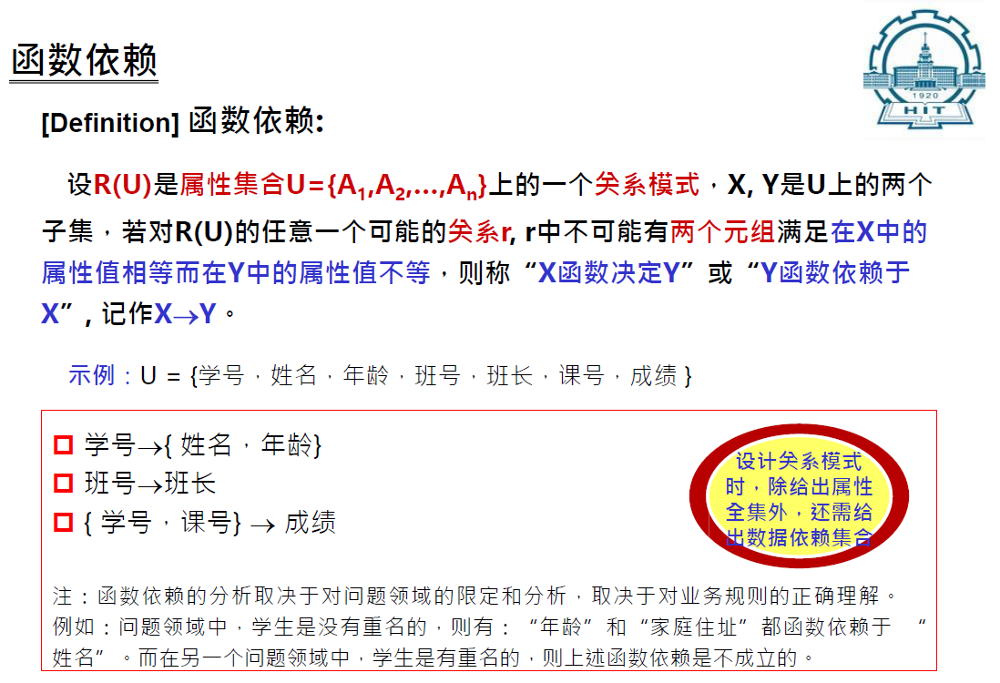 函数依赖
1920
HIT
[Definition] 函数依赖:
设R(U)是属性集合U={A1,A2,…,An}上的一个关系模式，X, Y是U上的两个
子集，若对R(U)的任意一个可能的关系r, r中不可能有两个元组满足在X中的
属性值相等而在Y中的属性值不等，则称“X函数决定Y”或“Y函数依赖于
X”, 记作X→Y。
示例：U = {学号，姓名，年龄，班号，班长，课号，成绩 }
学号→{ 姓名，年龄}
班号→班长
{ 学号，课号} → 成绩
设计关系模式
时，除给出属性
全集外，还需给
出数据依赖集合
注：函数依赖的分析取决于对问题领域的限定和分析，取决于对业务规则的正确理解。
例如：问题领域中，学生是没有重名的，则有：“年龄”和“家庭住址”都函数依赖于 “
姓名”。而在另一个问题领域中，学生是有重名的，则上述函数依赖是不成立的。